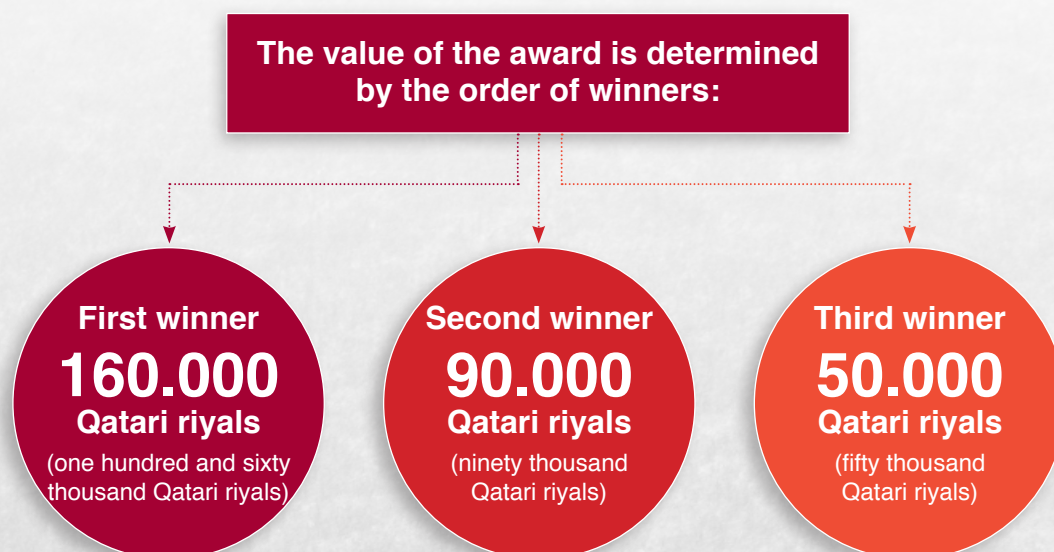 The value of the award is determined
by the order of winners:
First winner
160.000
Qatari riyals
(one hundred and sixty
thousand Qatari riyals)
Second winner
90.000
Qatari riyals
(ninety thousand
Qatari riyals)
Third winner
50.000
Qatari riyals
(fifty thousand
Qatari riyals)